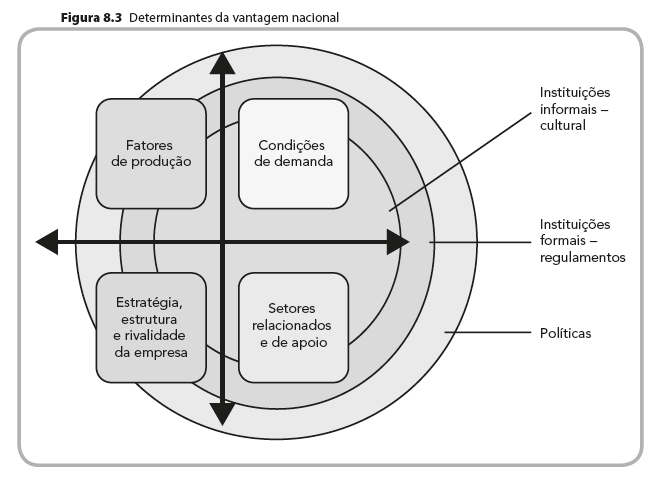 Figura 8.3 Determinantes da vantagem nacional
Fatores
de produção
Condições
de demanda
Estratégia,
estrutura
e rivalidade
da empresa
Setores
relacionados
e de apoio
Instituições
informais –
cultural
Instituições
formais –
regulamentos
Políticas